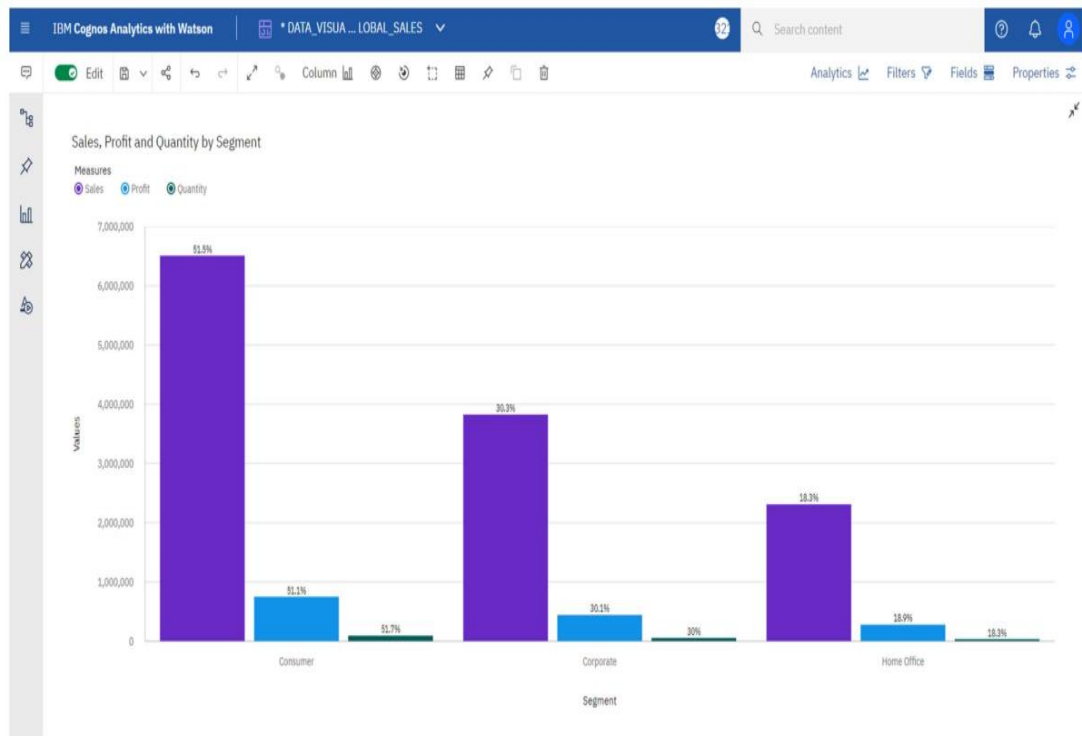 IBM Cognos Analytics with Watson
* DATA_VISUA ... LOBAL_SALES
Search content
Edit
Column
Analytics
Filters
Fields
Properties
Sales, Profit and Quantity by Segment
Measures
Sales Profit Quantity
7,000,000
6,000,000
5,000,000
4,000,000
3,000,000
2,000,000
1,000,000
0
Values
51.5%
51.1%
51.7%
30.3%
30.1%
30%
18.3%
18.9%
18.3%
Consumer
Corporate
Home Office
Segment